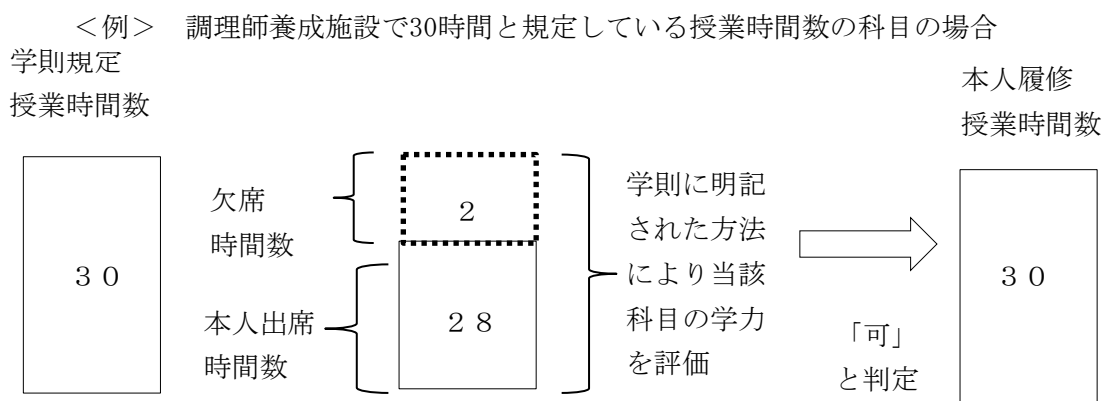 <例> 調理師養成施設で30時間と規定している授業時間数の科目の場合
学則規定
授業時間数
30
欠席
時間数
2
本人出席
時間数
28
学則に明記
された方法
により当該
科目の学力
を評価
「可」
と判定
本人履修
授業時間数
30